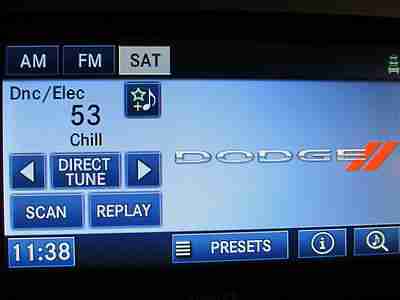 AM FM SAT
Dnc/Elec
53
Chill
DODGE
DIRECT
TUNE
SCAN REPLAY
11:38 PRESETS i